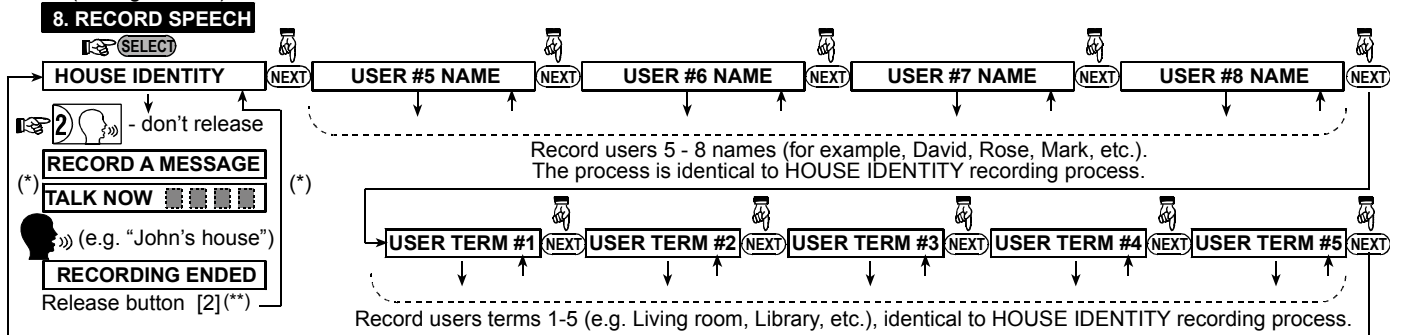 8. RECORD SPEECH
SELECT
HOUSE IDENTITY NEXT USER #5 NAME NEXT USER #6 NAME NEXT USER #7 NAME NEXT USER #8 NAME NEXT
2 - don't release
RECORD A MESSAGE
(*) (*)
TALK NOW
(e.g. “John’s house”)
RECORDING ENDED
Release button [2] (**)
Record users 5 - 8 names (for example, David, Rose, Mark, etc.).
The process is identical to HOUSE IDENTITY recording process.
USER TERM #1 NEXT USER TERM #2 NEXT USER TERM #3 NEXT USER TERM #4 NEXT USER TERM #5 NEXT
Record users terms 1-5 (e.g. Living room, Library, etc.), identical to HOUSE IDENTITY recording process.